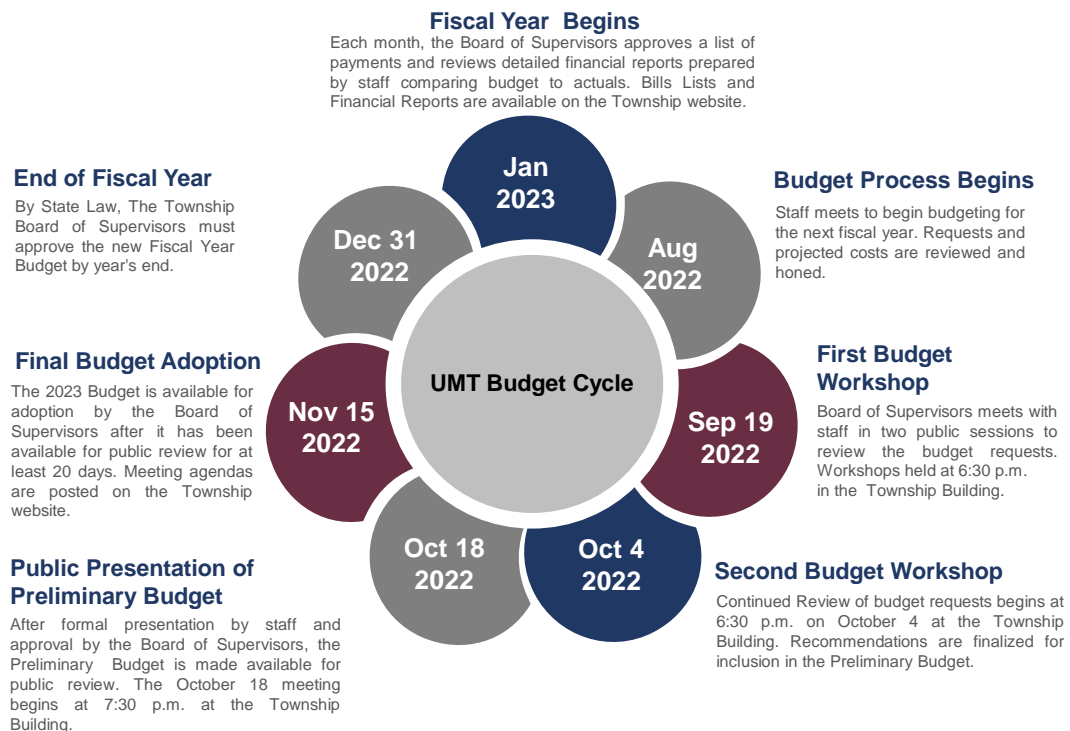 Fiscal Year Begins
Each month, the Board of Supervisors approves a list of
payments and reviews detailed financial reports prepared
by staff comparing budget to actuals. Bills Lists and
Financial Reports are available on the Township website.
Jan
2023
Budget Process Begins
Staff meets to begin budgeting for
the next fiscal year. Requests and
projected costs are reviewed and
honed.
Aug
2022
First Budget
Workshop
Board of Supervisors meets with
staff in two public sessions to
review the budget requests.
Workshops held at 6:30 p.m.
in the Township Building.
Sep 19
2022
Second Budget Workshop
Continued Review of budget requests begins at
6:30 p.m. on October 4 at the Township
Building. Recommendations are finalized for
inclusion in the Preliminary Budget.
Oct 4
2022
Public Presentation of
Preliminary Budget
After formal presentation by staff and
approval by the Board of Supervisors, the
Preliminary Budget is made available for
public review. The October 18 meeting
begins at 7:30 p.m. at the Township
Building.
Oct 18
2022
Final Budget Adoption
The 2023 Budget is available for
adoption by the Board of
Supervisors after it has been
available for public review for at
least 20 days. Meeting agendas
are posted on the Township
website.
Nov 15
2022
End of Fiscal Year
By State Law, The Township
Board of Supervisors must
approve the new Fiscal Year
Budget by year's end.
Dec 31
2022
UMT Budget Cycle